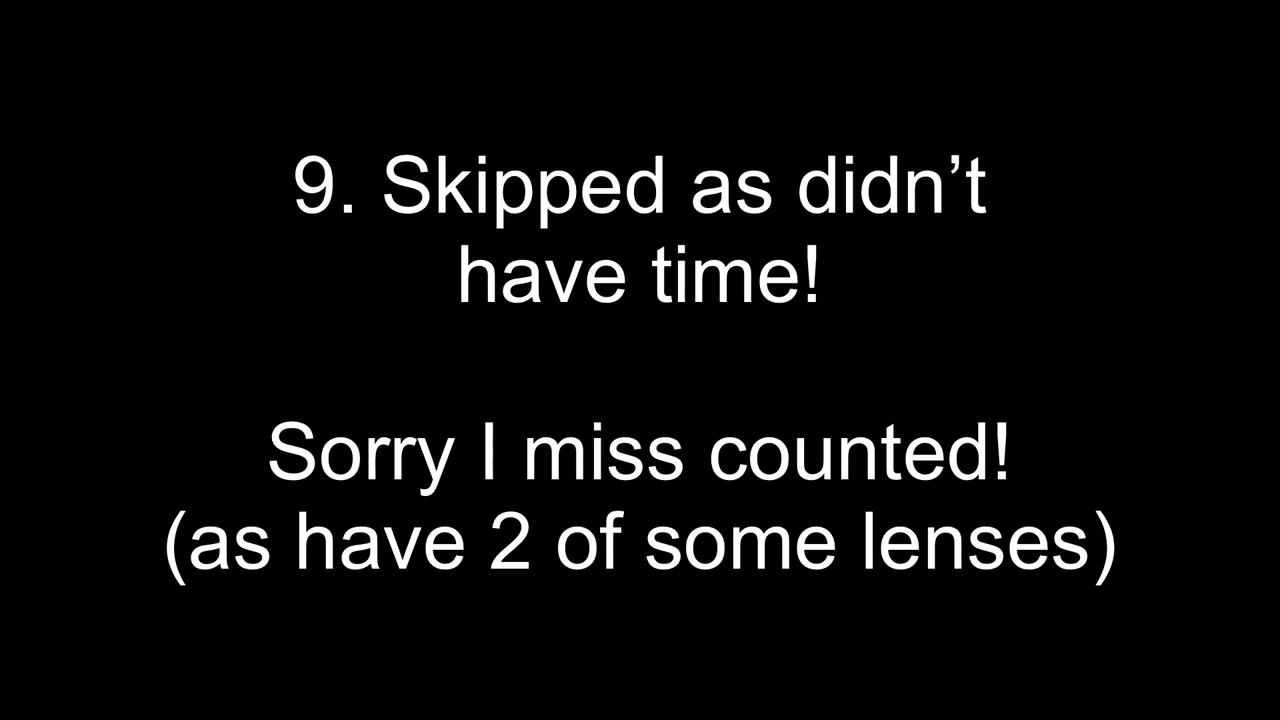 9. Skipped as didn’t
have time!
Sorry I miss counted!
(as have 2 of some lenses)